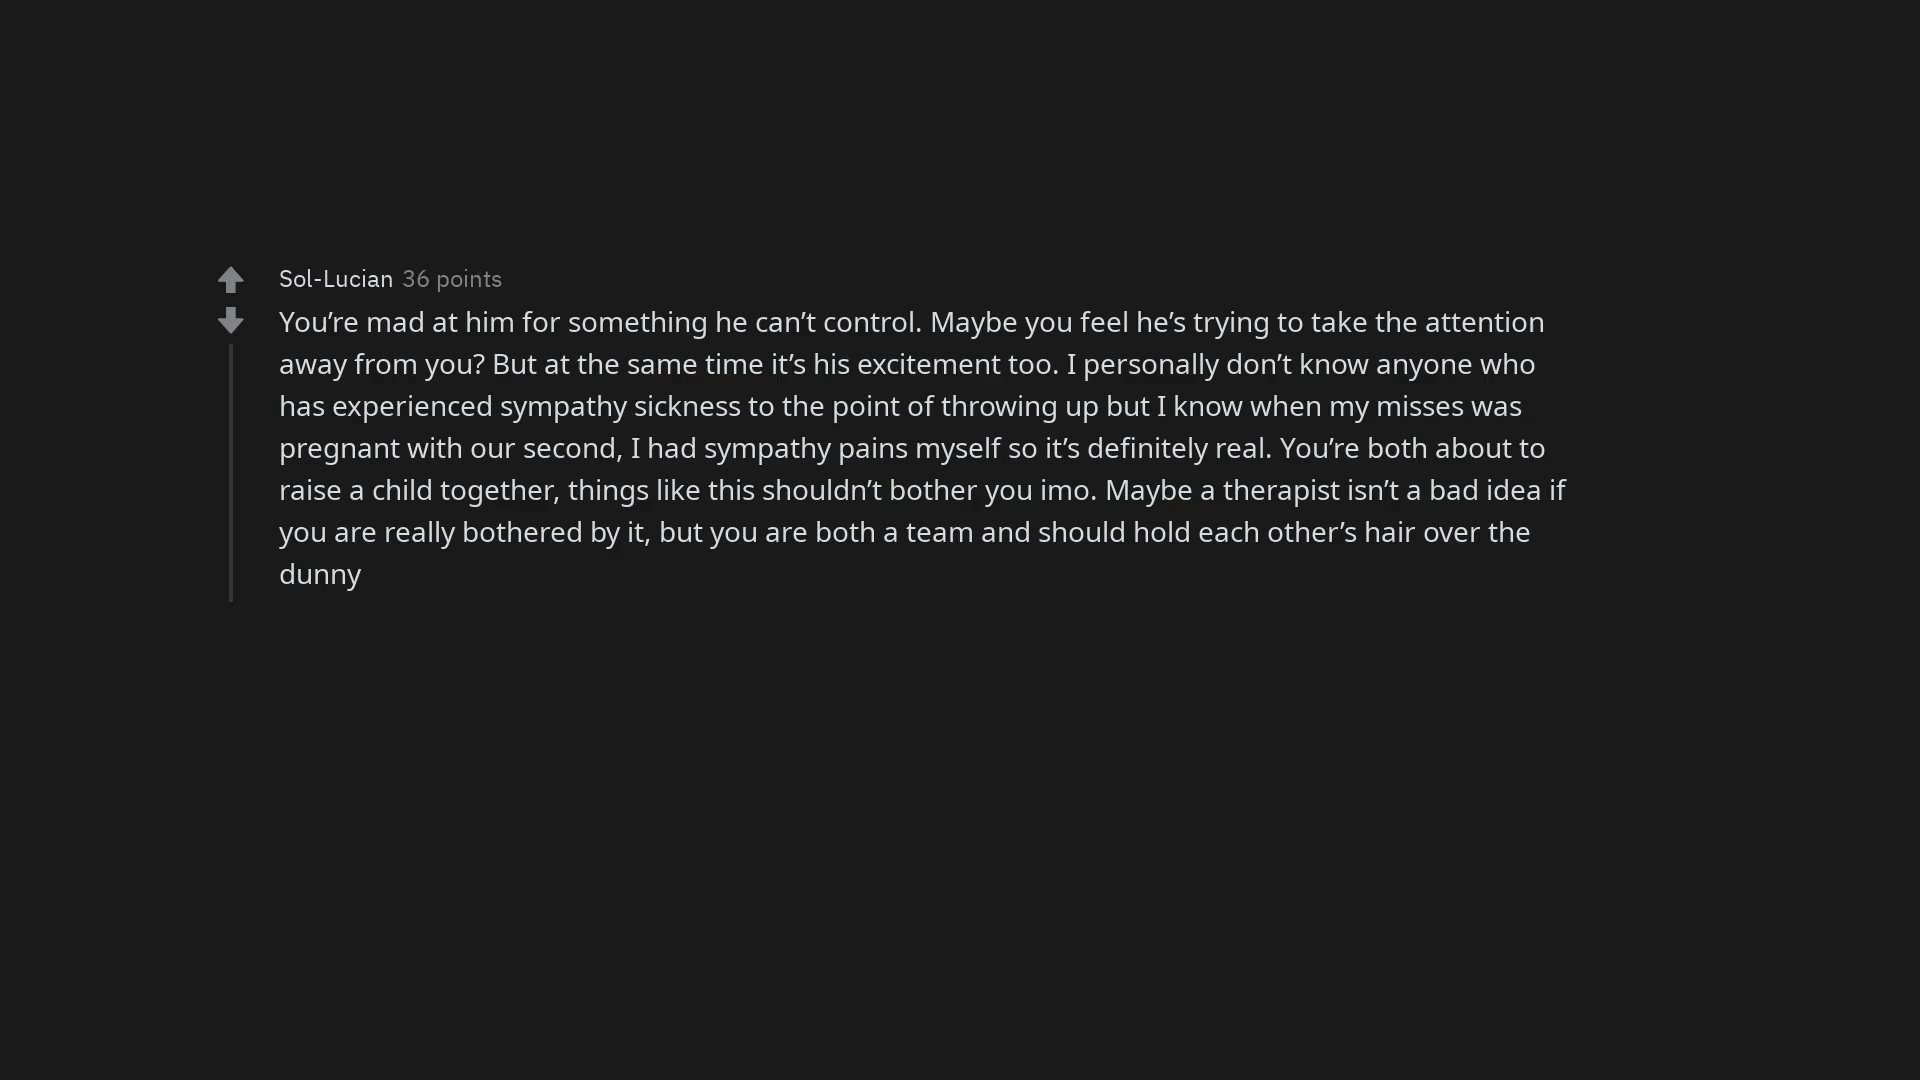 Sol-Lucian 36 points
You’re mad at him for something he can’t control. Maybe you feel he’s trying to take the attention
away from you? But at the same time it’s his excitement too. I personally don’t know anyone who
has experienced sympathy sickness to the point of throwing up but I know when my misses was
pregnant with our second, I had sympathy pains myself so it’s definitely real. You’re both about to
raise a child together, things like this shouldn’t bother you imo. Maybe a therapist isn’t a bad idea if
you are really bothered by it, but you are both a team and should hold each other’s hair over the
dunny